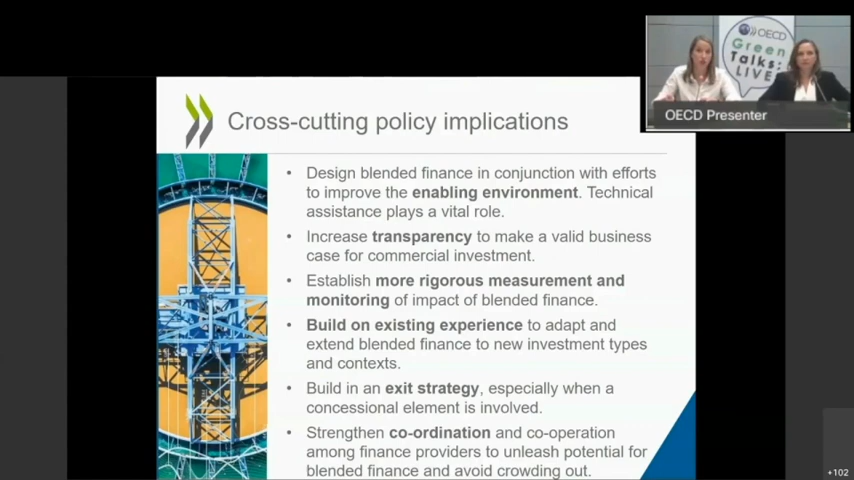 OECD
Green
Talks:
LIVE
OECD Presenter
Cross-cutting policy implications
• Design blended finance in conjunction with efforts
to improve the enabling environment. Technical
assistance plays a vital role.
• Increase transparency to make a valid business
case for commercial investment.
• Establish more rigorous measurement and
monitoring of impact of blended finance.
• Build on existing experience to adapt and
extend blended finance to new investment types
and contexts.
• Build in an exit strategy, especially when a
concessional element is involved.
• Strengthen co-ordination and co-operation
among finance providers to unleash potential for
blended finance and avoid crowding out.
+102